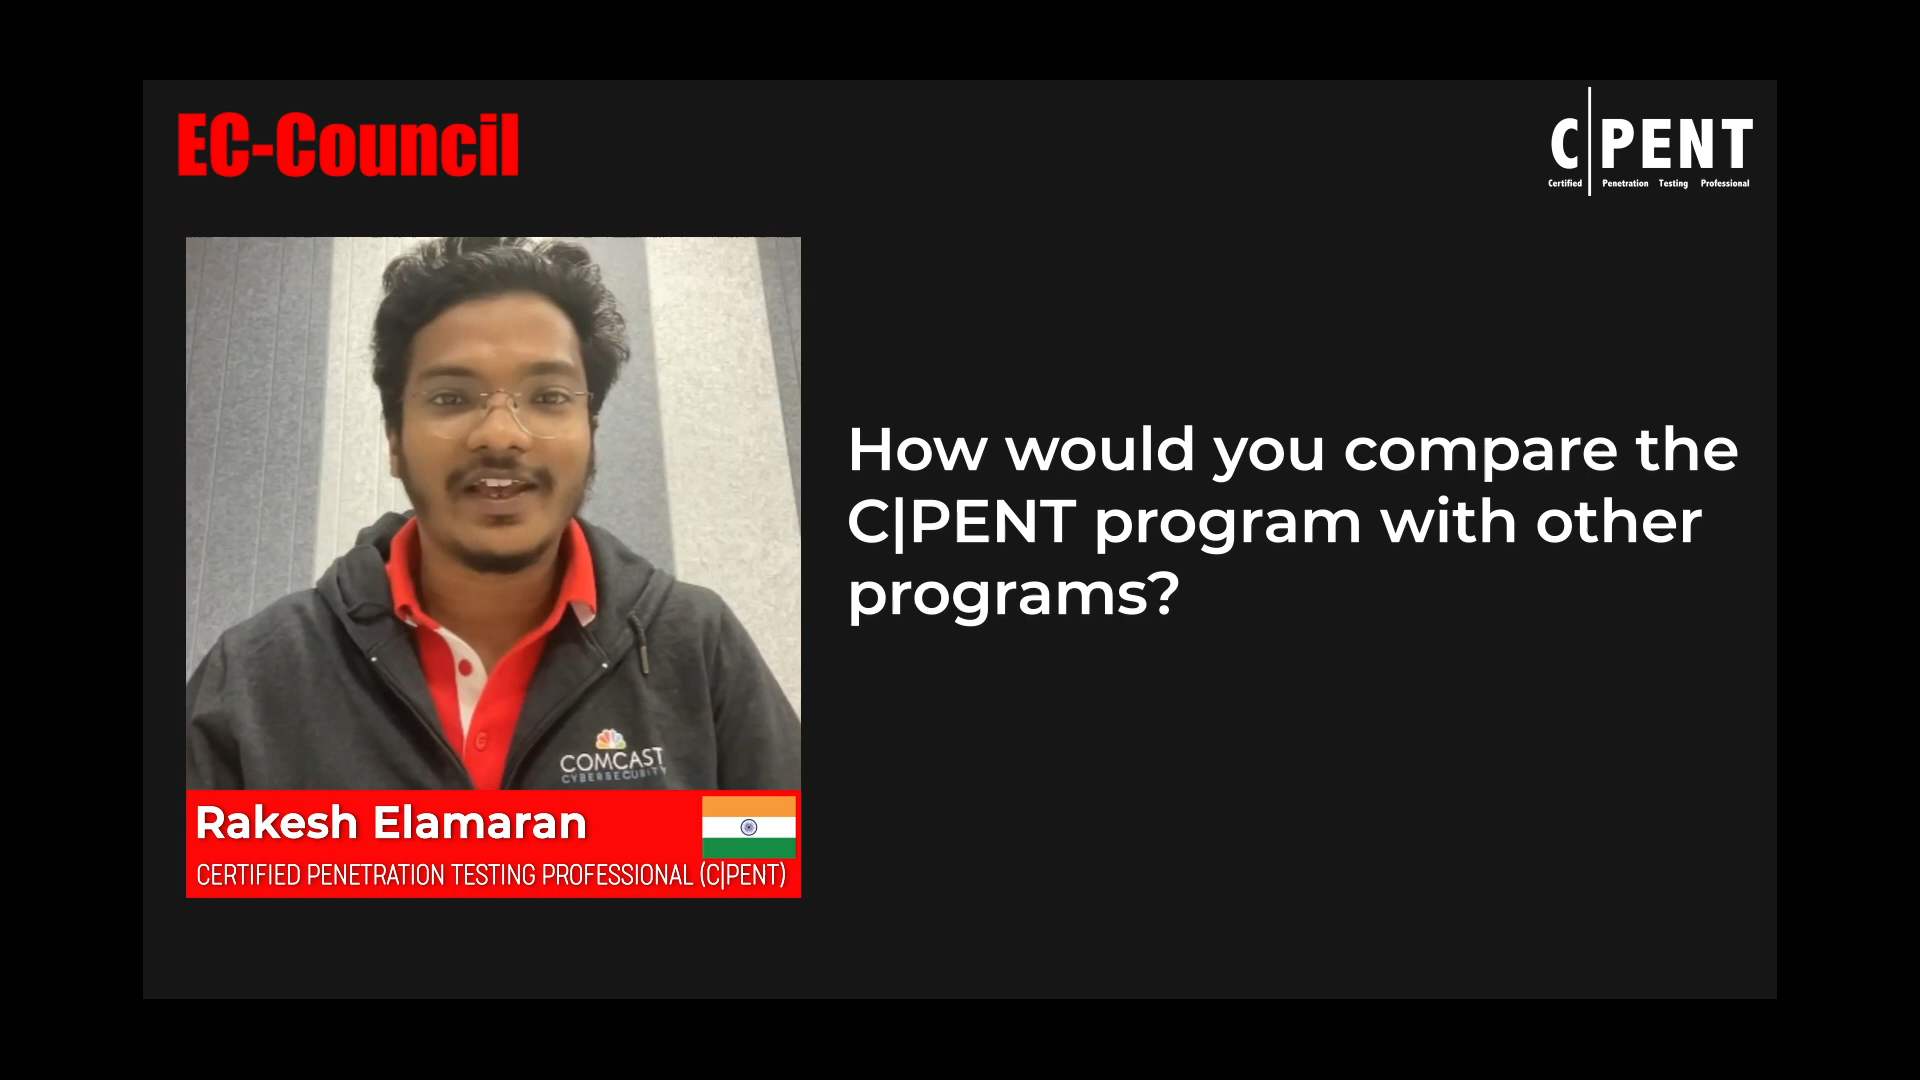 EC-Council
C|PENT
Certified Penetration Testing Professional
How would you compare the
C|PENT program with other
programs?
COMCAST
CYBERSECURITY
Rakesh Elamaran
CERTIFIED PENETRATION TESTING PROFESSIONAL (C|PENT)